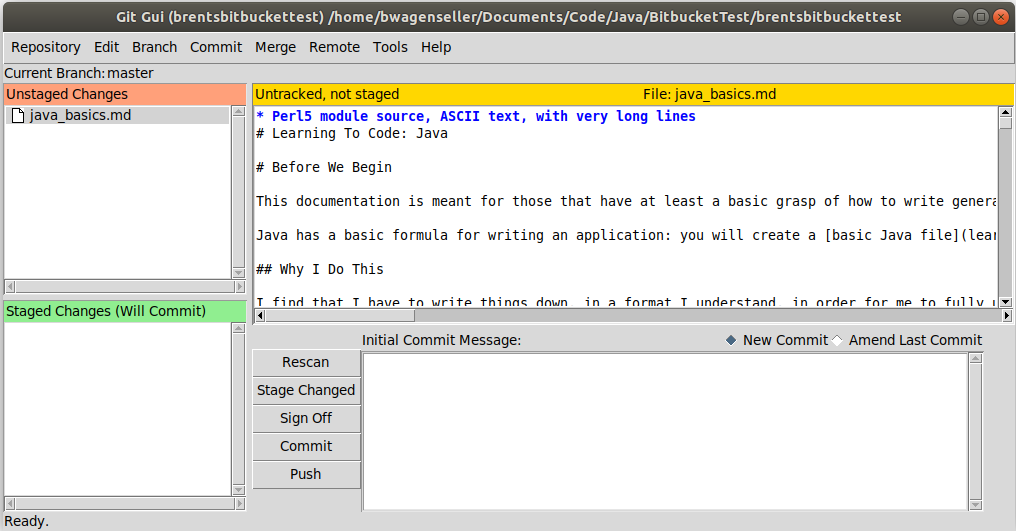 Git Gui (brentsbitbuckettest) /home/bwagenseller/Documents/Code/Java/BitbucketTest/brentsbitbuckettest
Repository Edit Branch Commit Merge Remote Tools Help
Current Branch: master
Unstaged Changes
java_basics.md
Staged Changes (Will Commit)
Untracked, not staged File: java_basics.md
* Perl5 module source, ASCII text, with very long lines
# Learning To Code: Java
# Before We Begin
This documentation is meant for those that have at least a basic grasp of how to write genera
Java has a basic formula for writing an application: you will create a [basic Java file](lear
## Why I Do This
I find that I have to write things down, in a format I understand, in order for me to fully u
Initial Commit Message: New Commit Amend Last Commit
Rescan
Stage Changed
Sign Off
Commit
Push
Ready.